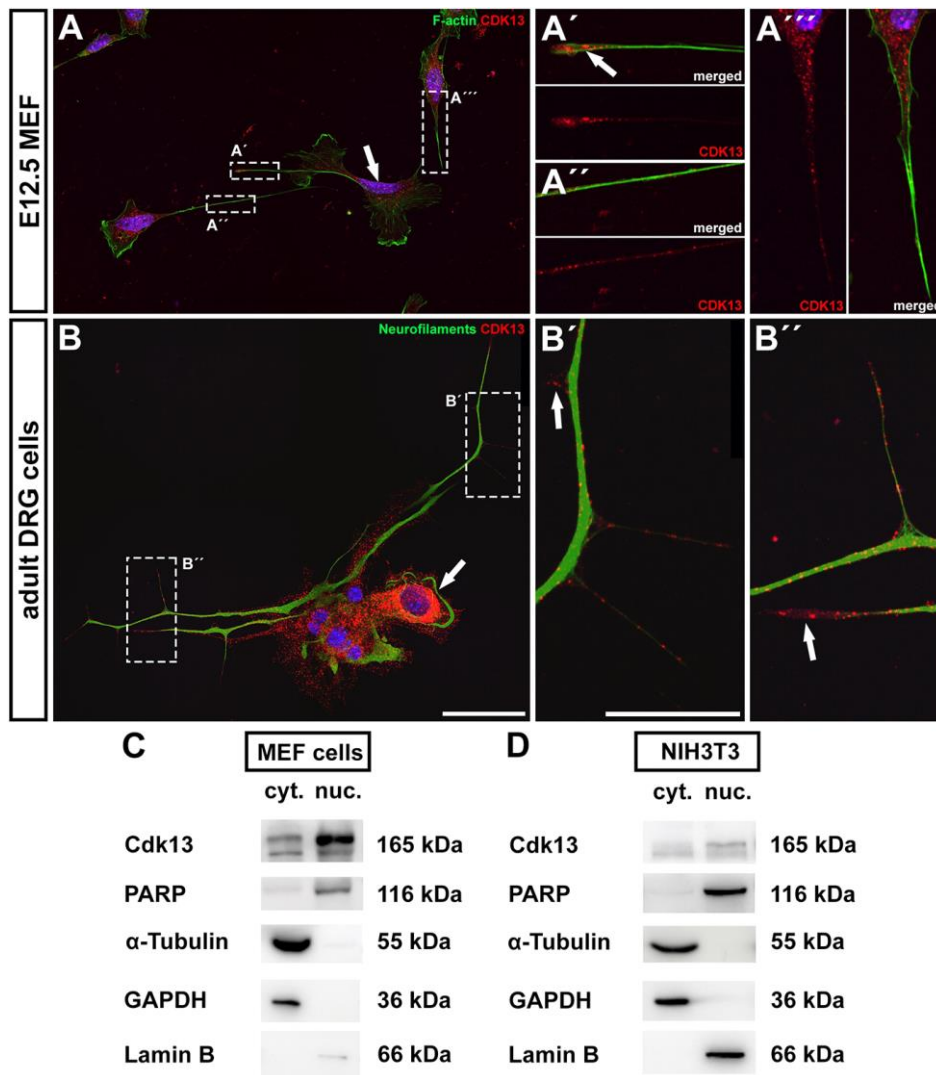 E12.5 MEF
A
F-actin CDK13
A´
A´´
A´´´
A´
merged
CDK13
A´´
merged
CDK13
A´´´
CDK13
merged
adult DRG cells
B
Neurofilaments CDK13
B´
B´´
B´
B´´
C
MEF cells
cyt. nuc.
Cdk13 165 kDa
PARP 116 kDa
α-Tubulin 55 kDa
GAPDH 36 kDa
Lamin B 66 kDa
D
NIH3T3
cyt. nuc.
Cdk13 165 kDa
PARP 116 kDa
α-Tubulin 55 kDa
GAPDH 36 kDa
Lamin B 66 kDa